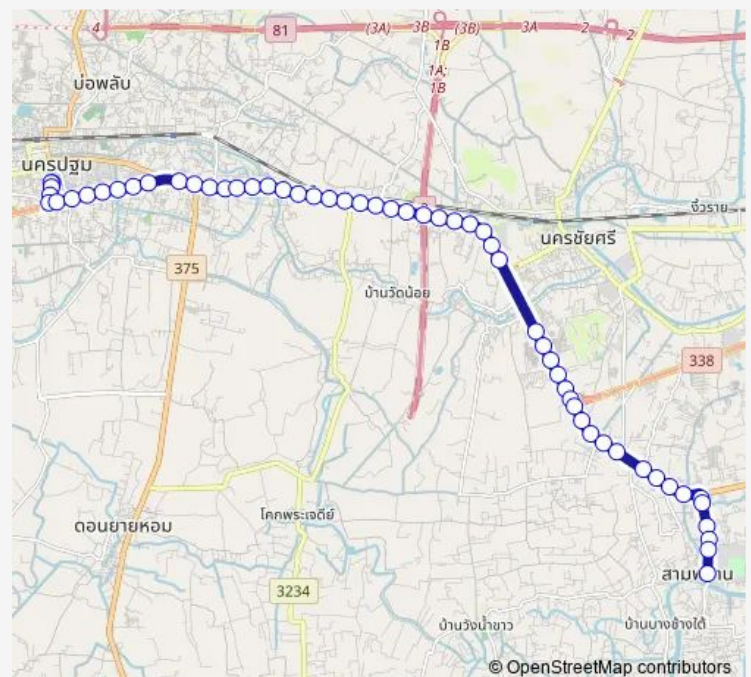 4
81
(3A)
3B
(3B)
3A
2
2
1B
1A;
1B
1
บ่อพลับ
นครปฐม
งิ้วราย
นครชัยศรี
375
บ้านวัดน้อย
338
โคกพระเจดีย์
ดอนยายหอม
3234
บ้านวังน้ำขาว
บ้านบางช้างใต้
© OpenStreetMap contributors